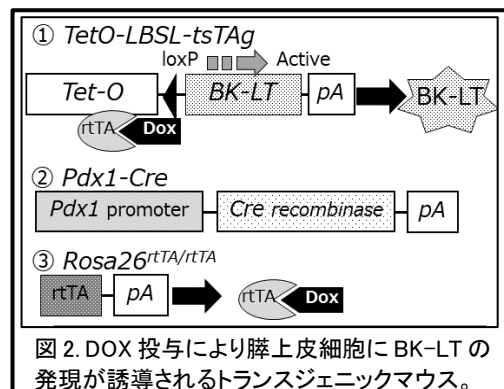 ① TetO-LBSL-tsTAg
loxP Active
Tet-O BK-LT pA BK-LT
rtTA Dox
② Pdx1-Cre
Pdx1 promoter Cre recombinase pA
③ Rosa26rtTA/rtTA
rtTA pA rtTA Dox
図 2. DOX 投与により膵上皮細胞に BK-LT の
発現が誘導されるトランスジェニックマウス。